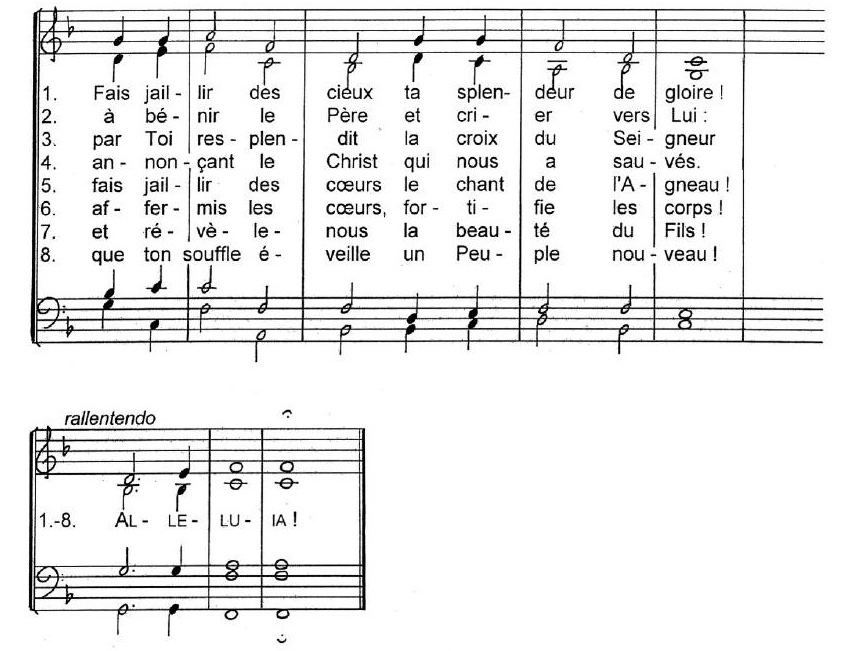 1. Fais jail - lir des cieux ta splen- deur de gloire !
2. à bé - nir le Père et cri - er vers Lui :
3. par Toi res - plen - dit la croix du Sei - gneur
4. an - non - çant le Christ qui nous a sau - vés.
5. fais jail - lir des cœurs le chant de l'A - gneau !
6. af - fer - mis les cœurs, for - ti - fie les corps !
7. et ré - vè - le - nous la beau - té du Fils !
8. que ton souffle é - veille un Peu - ple nou - veau !
rallentendo
1.-8. AL - LE - LU - IA !